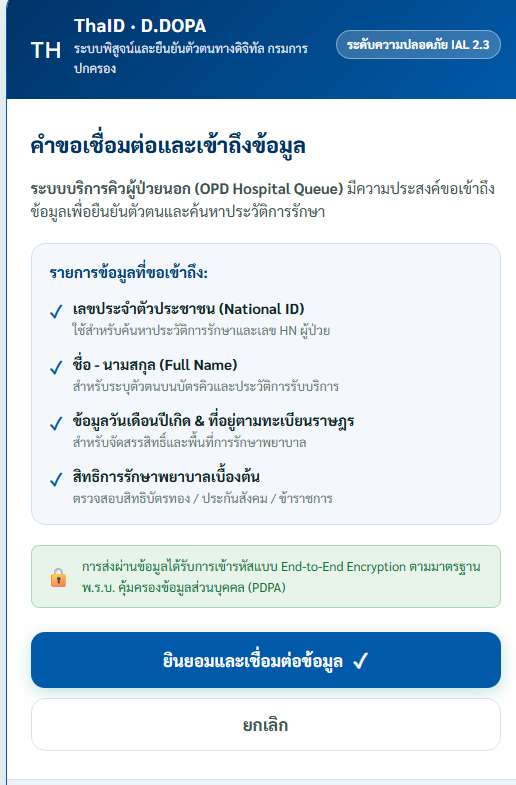 TH
ThaID · D.DOPA
ระบบพิสูจน์และยืนยันตัวตนทางดิจิทัล กรมการ
ปกครอง
ระดับความปลอดภัย IAL 2.3
คำขอเชื่อมต่อและเข้าถึงข้อมูล
ระบบบริการคิวผู้ป่วยนอก (OPD Hospital Queue) มีความประสงค์ขอเข้าถึง
ข้อมูลเพื่อยืนยันตัวตนและค้นหาประวัติการรักษา
รายการข้อมูลที่ขอเข้าถึง:
เลขประจำตัวประชาชน (National ID)
ใช้สำหรับค้นหาประวัติการรักษาและเลข HN ผู้ป่วย
ชื่อ - นามสกุล (Full Name)
สำหรับระบุตัวตนบนบัตรคิวและประวัติการรับบริการ
ข้อมูลวันเดือนปีเกิด & ที่อยู่ตามทะเบียนราษฎร
สำหรับจัดสรรสิทธิ์และพื้นที่การรักษาพยาบาล
สิทธิการรักษาพยาบาลเบื้องต้น
ตรวจสอบสิทธิบัตรทอง / ประกันสังคม / ข้าราชการ
การส่งผ่านข้อมูลได้รับการเข้ารหัสแบบ End-to-End Encryption ตามมาตรฐาน
พ.ร.บ. คุ้มครองข้อมูลส่วนบุคคล (PDPA)
ยินยอมและเชื่อมต่อข้อมูล ✓
ยกเลิก